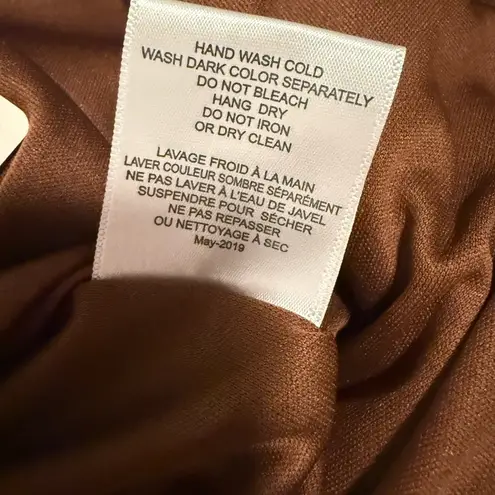 HAND WASH COLD
WASH DARK COLOR SEPARATELY
DO NOT BLEACH
HANG DRY
DO NOT IRON
OR DRY CLEAN
LAVAGE FROID À LA MAIN
LAVER COULEUR SOMBRE SÉPARÉMENT
NE PAS LAVER À L'EAU DE JAVEL
SUSPENDRE POUR SÉCHER
NE PAS REPASSER
OU NETTOYAGE À SEC
May-2019